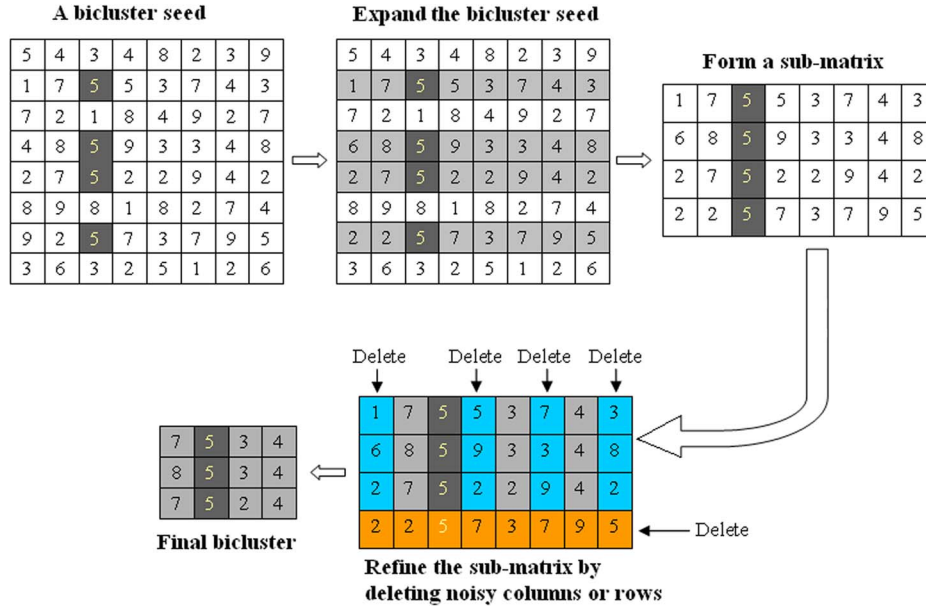 A bicluster seed
5 4 3 4 8 2 3 9
1 7 5 5 3 7 4 3
7 2 1 8 4 9 2 7
4 8 5 9 3 3 4 8
2 7 5 2 2 9 4 2
8 9 8 1 8 2 7 4
9 2 5 7 3 7 9 5
3 6 3 2 5 1 2 6
Expand the bicluster seed
5 4 3 4 8 2 3 9
1 7 5 5 3 7 4 3
7 2 1 8 4 9 2 7
6 8 5 9 3 3 4 8
2 7 5 2 2 9 4 2
8 9 8 1 8 2 7 4
2 2 5 7 3 7 9 5
3 6 3 2 5 1 2 6
Form a sub-matrix
1 7 5 5 3 7 4 3
6 8 5 9 3 3 4 8
2 7 5 2 2 9 4 2
2 2 5 7 3 7 9 5
Delete Delete Delete Delete
1 7 5 5 3 7 4 3
6 8 5 9 3 3 4 8
2 7 5 2 2 9 4 2
2 2 5 7 3 7 9 5
Delete
Refine the sub-matrix by
deleting noisy columns or rows
7 5 3 4
8 5 3 4
7 5 2 4
Final bicluster